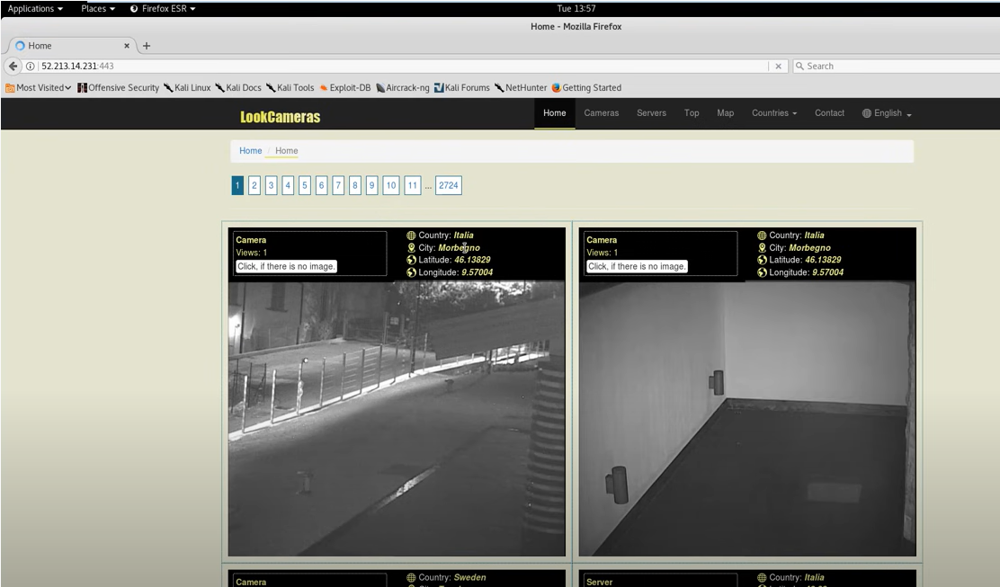 Applications Places Firefox ESR Tue 13:57
Home - Mozilla Firefox
Home
52.213.14.231:443 Search
Most Visited Offensive Security Kali Linux Kali Docs Kali Tools Exploit-DB Aircrack-ng Kali Forums NetHunter Getting Started
LookCameras Home Cameras Servers Top Map Countries Contact English
Home Home
1 2 3 4 5 6 7 8 9 10 11 ... 2724
Camera
Views: 1
Click, if there is no image.
Country: Italia
City: Morbegno
Latitude: 46.13829
Longitude: 9.57004
Camera
Views: 1
Click, if there is no image.
Country: Italia
City: Morbegno
Latitude: 46.13829
Longitude: 9.57004
Camera
Country: Sweden
Server
Country: Italia